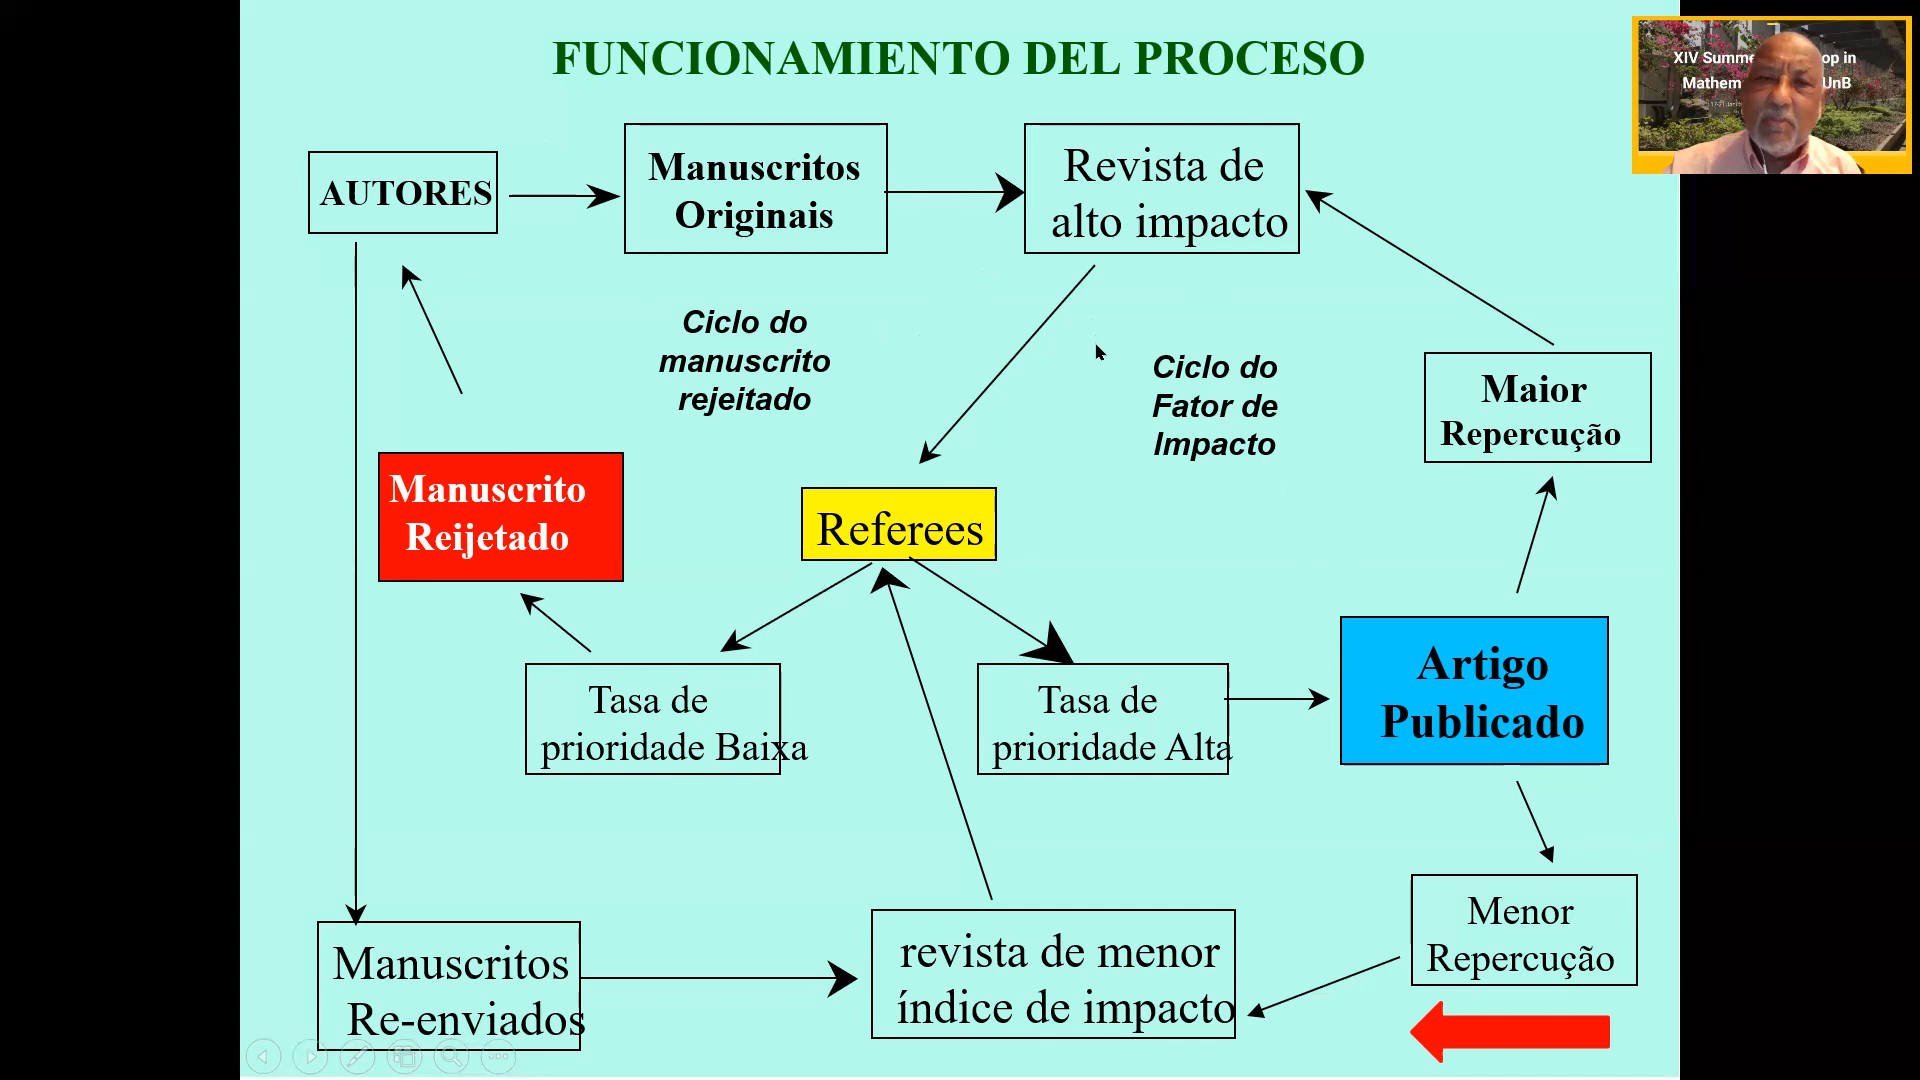 FUNCIONAMIENTO DEL PROCESO
XIV Summe op in
Mathem UnB
AUTORES
Manuscritos
Originais
Revista de
alto impacto
Ciclo do
manuscrito
rejeitado
Ciclo do
Fator de
Impacto
Maior
Repercução
Manuscrito
Reijetado
Referees
Tasa de
prioridade Baixa
Tasa de
prioridade Alta
Artigo
Publicado
Manuscritos
Re-enviados
revista de menor
índice de impacto
Menor
Repercução